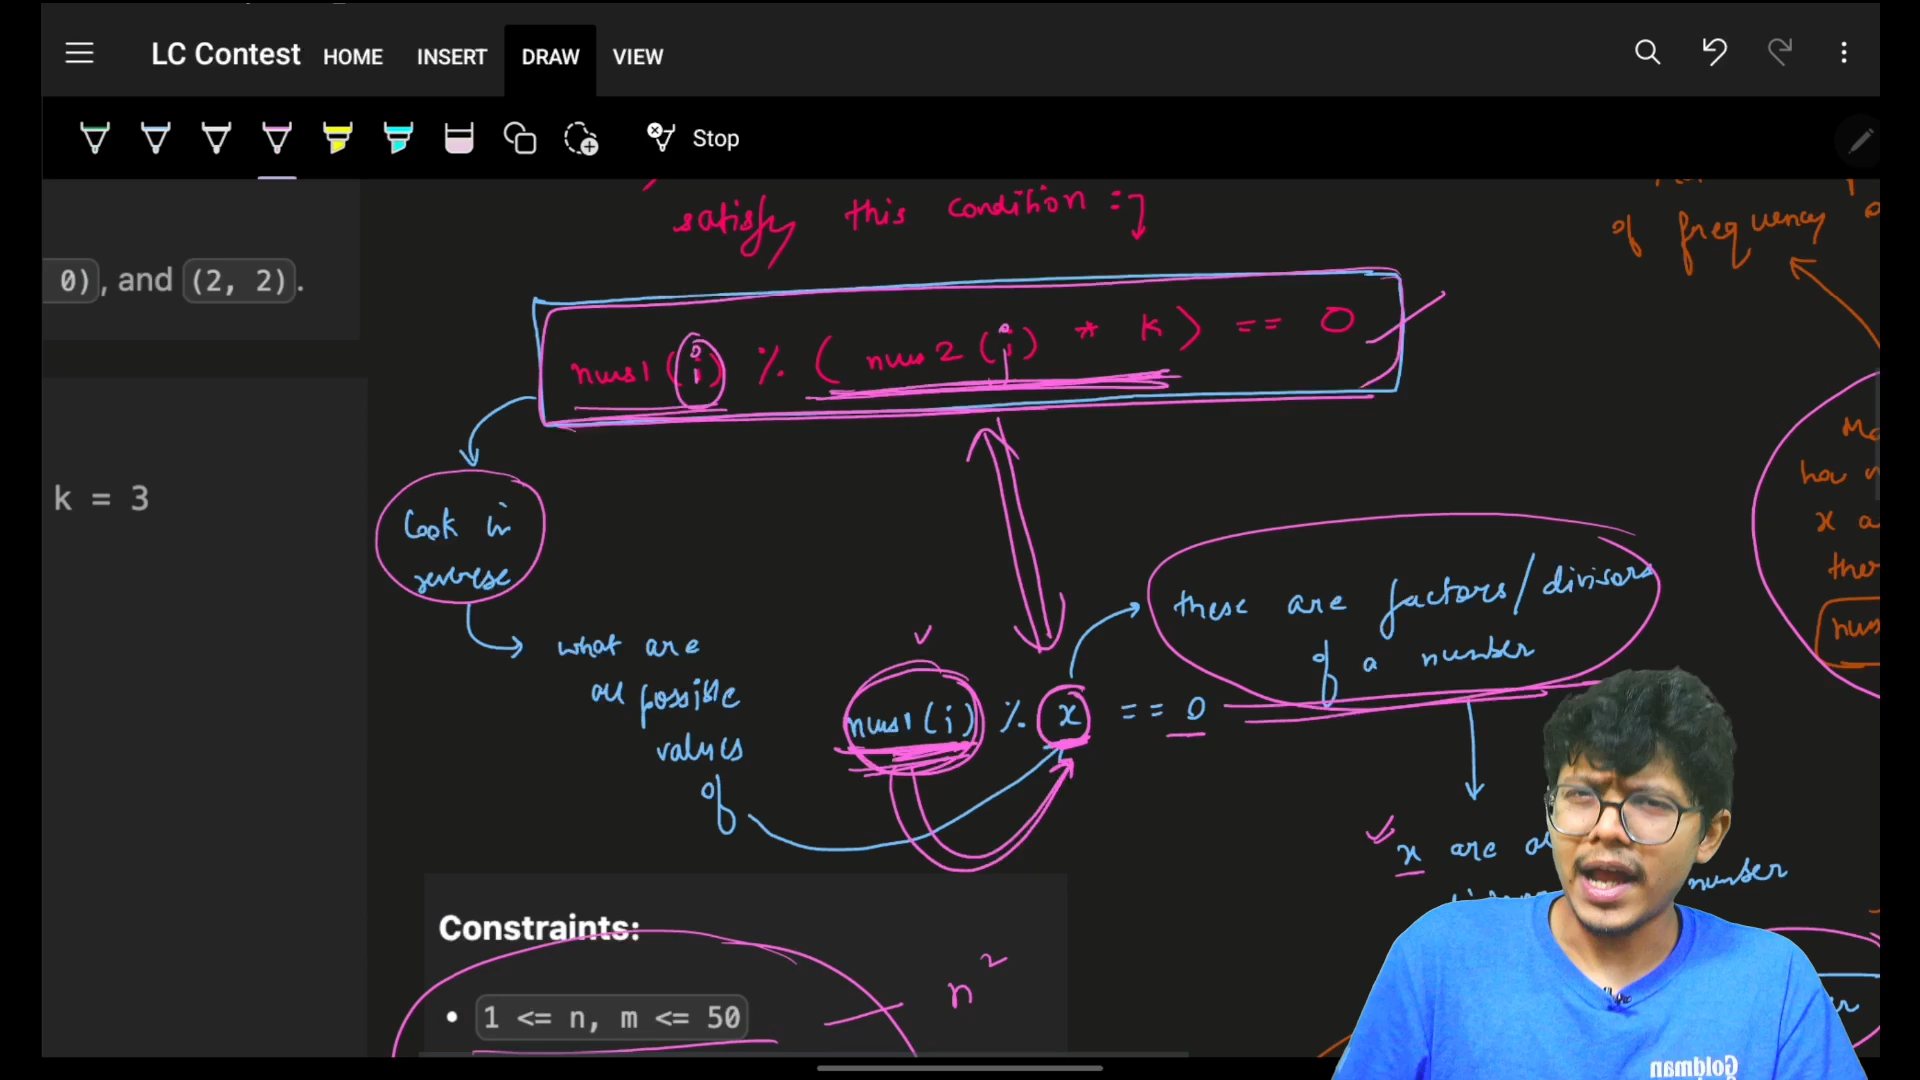 LC Contest HOME INSERT DRAW VIEW
Stop
satisfy this condition :
of frequency
0), and (2, 2).
nums1(i) % ( nums2(j) * k) == 0
k = 3
Look in
reverse
how
x
these are factors/divisors
of a number
what are
all possible
values
of
nums1(i) % x == 0
x are
number
Constraints:
n²
1 <= n, m <= 50
Goldman